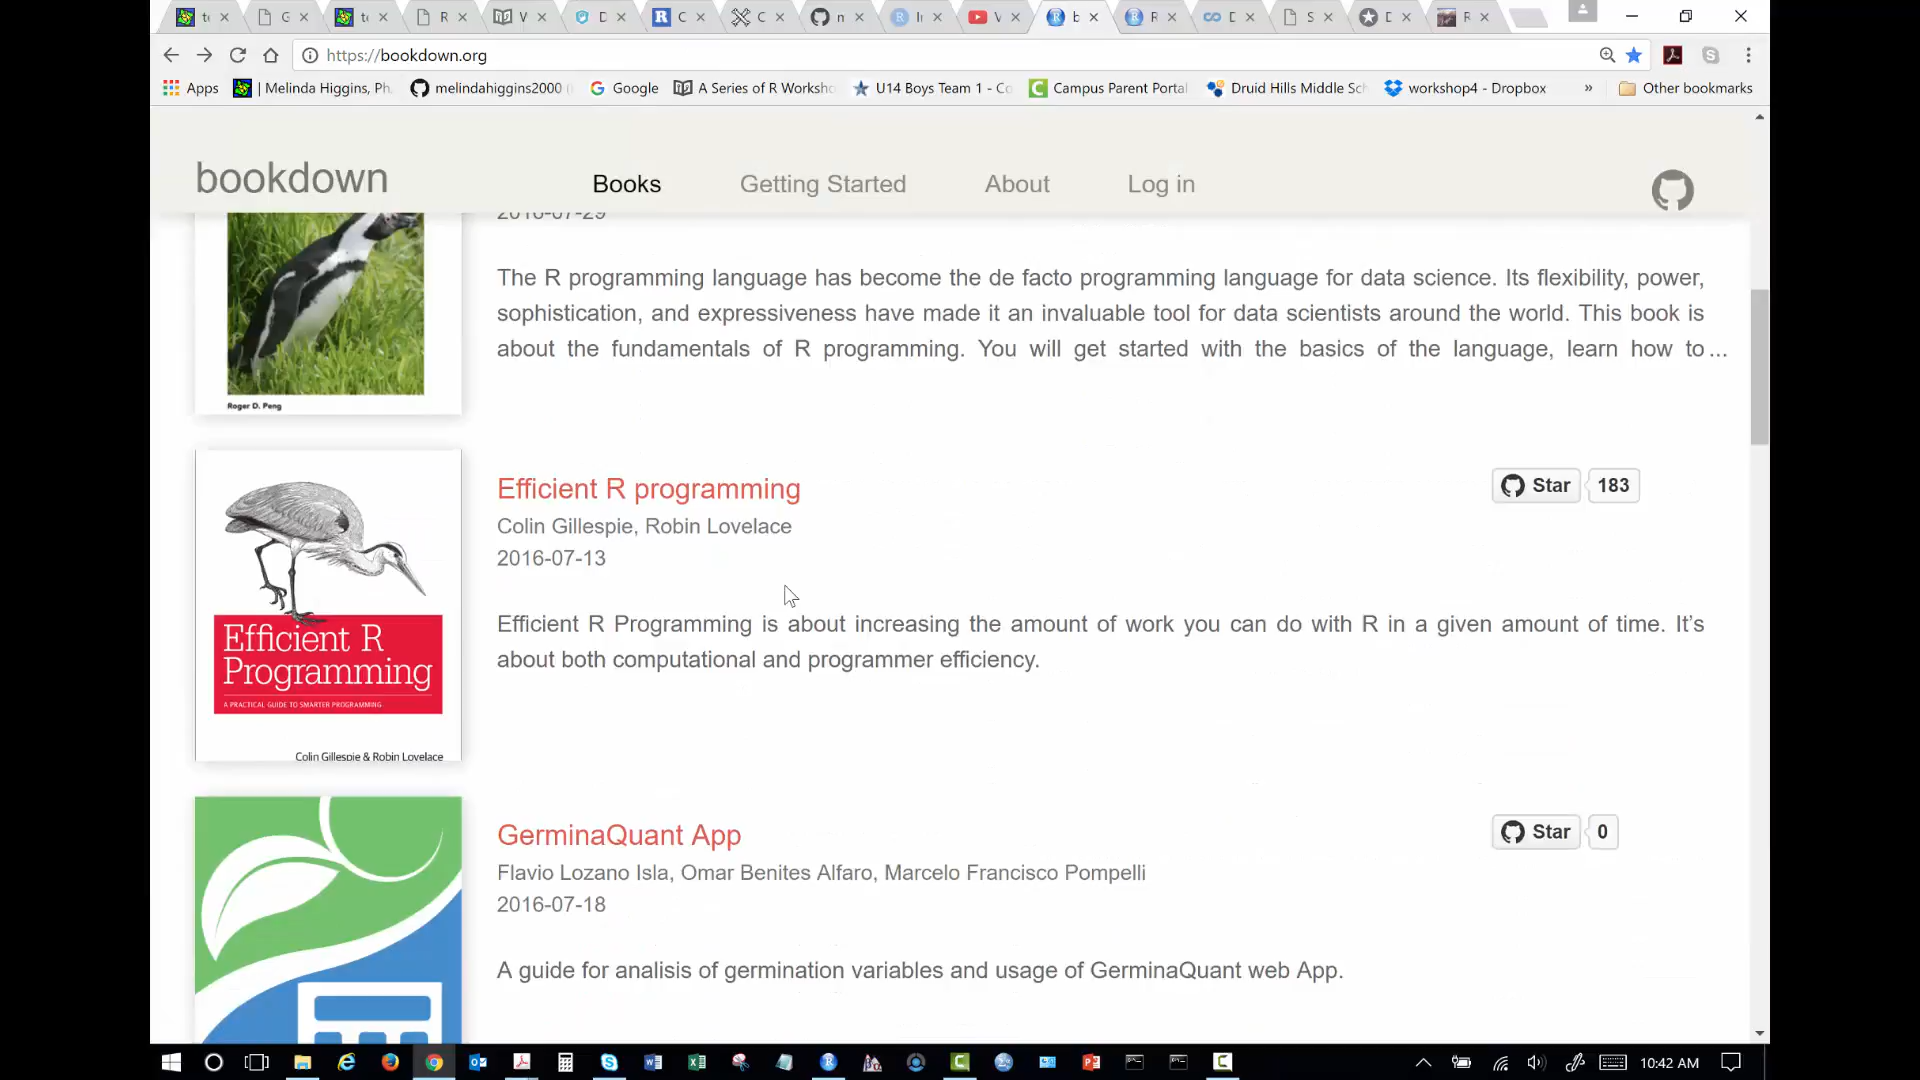 https://bookdown.org
Apps
| Melinda Higgins, Ph.
melindahiggins2000 (
Google
A Series of R Worksho
U14 Boys Team 1 - Co
Campus Parent Portal
Druid Hills Middle Sch
workshop4 - Dropbox
»
Other bookmarks
bookdown
Books
Getting Started
About
Log in
2016-07-29
The R programming language has become the de facto programming language for data science. Its flexibility, power,
sophistication, and expressiveness have made it an invaluable tool for data scientists around the world. This book is
about the fundamentals of R programming. You will get started with the basics of the language, learn how to ...
Roger D. Peng
Efficient R programming
Star
183
Colin Gillespie, Robin Lovelace
2016-07-13
Efficient R Programming is about increasing the amount of work you can do with R in a given amount of time. It's
about both computational and programmer efficiency.
Efficient R
Programming
A PRACTICAL GUIDE TO SMARTER PROGRAMMING
Colin Gillespie & Robin Lovelace
GerminaQuant App
Star
0
Flavio Lozano Isla, Omar Benites Alfaro, Marcelo Francisco Pompelli
2016-07-18
A guide for analisis of germination variables and usage of GerminaQuant web App.
10:42 AM